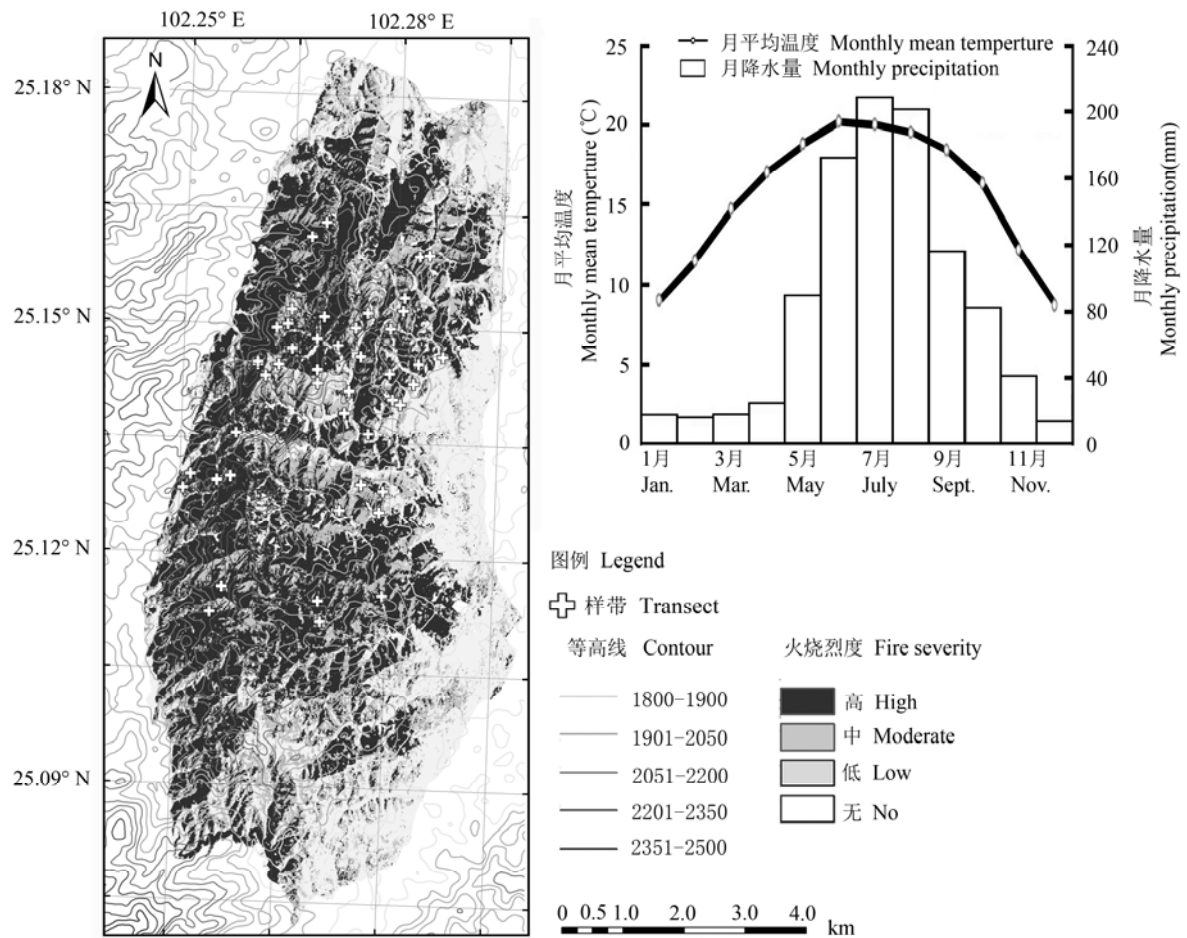 102.25° E
102.28° E
N
25.18° N
25.15° N
25.12° N
25.09° N
月平均温度 Monthly mean temperture
月降水量 Monthly precipitation
月平均温度
Monthly mean temperture (℃)
25
20
15
10
5
0
240
200
160
120
80
40
0
月降水量
Monthly precipitation(mm)
1月 3月 5月 7月 9月 11月
Jan. Mar. May July Sept. Nov.
图例 Legend
样带 Transect
等高线 Contour
1800-1900
1901-2050
2051-2200
2201-2350
2351-2500
火烧烈度 Fire severity
高 High
中 Moderate
低 Low
无 No
0 0.5 1.0 2.0 3.0 4.0
km